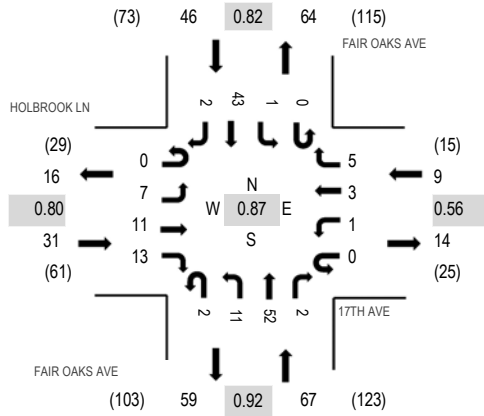 (73) 46 0.82 64 (115)
FAIR OAKS AVE
2 43 1 0
HOLBROOK LN
(29) 0 5 (15)
16 7 N 3 9
0.80 W 0.87 E 0.56
31 11 S 1 14
(61) 13 0 (25)
2 11 52 2
17TH AVE
FAIR OAKS AVE
(103) 59 0.92 67 (123)